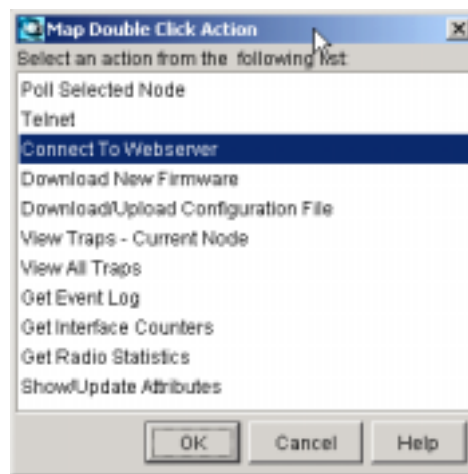 Map Double Click Action
Select an action from the following list
Poll Selected Node
Telnet
Connect To Webserver
Download New Firmware
Download/Upload Configuration File
View Traps - Current Node
View All Traps
Get Event Log
Get Interface Counters
Get Radio Statistics
Show/Update Attributes
OK Cancel Help